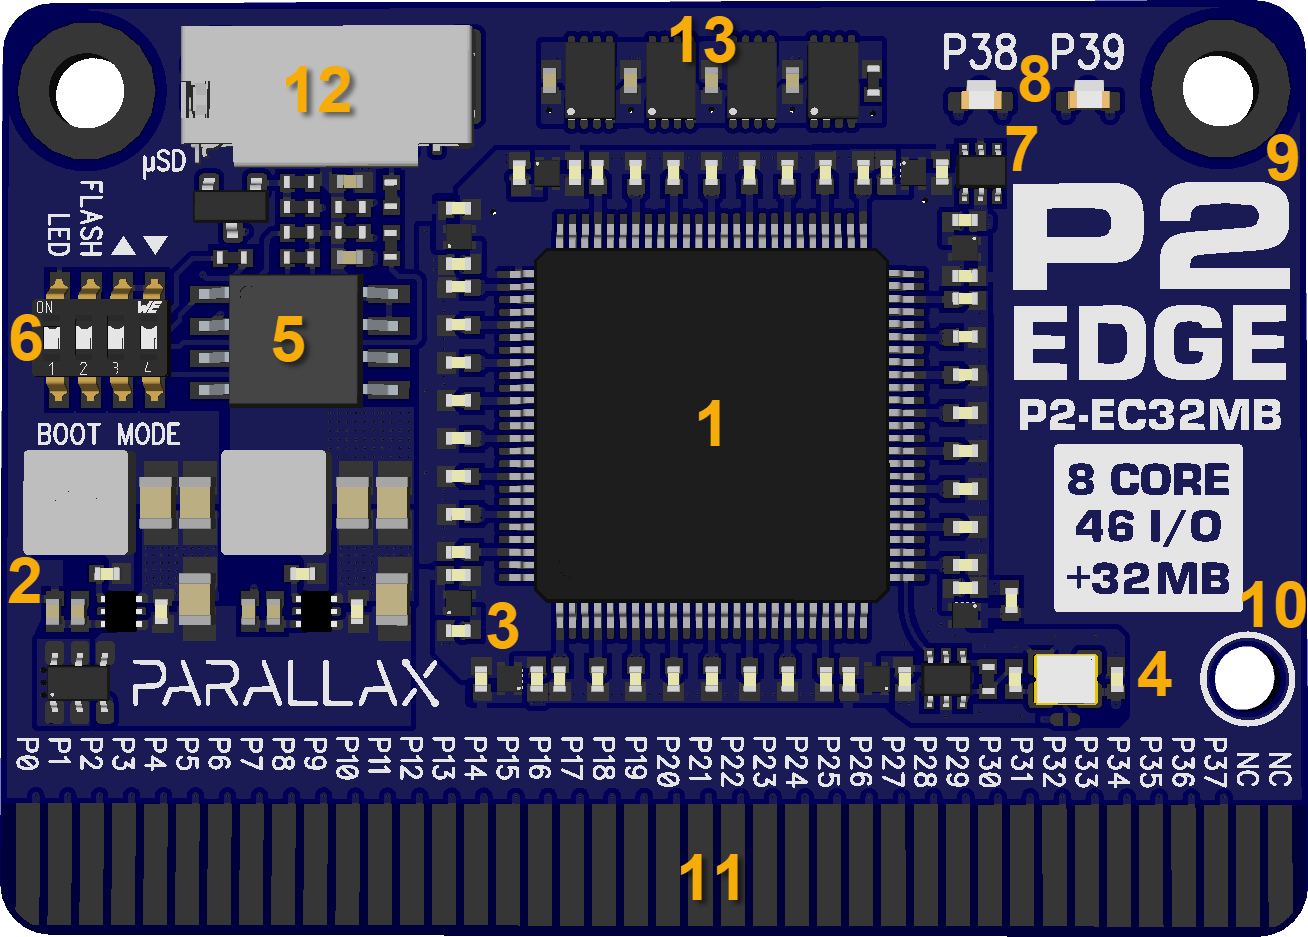 13
P38
P39
8
12
7
9
µSD
FLASH
LED
P2
EDGE
P2-EC32MB
8 CORE
46 I/O
+32MB
10
ON
WE
6
1 2 3 4
5
1
BOOT MODE
2
3
4
PARALLAX
P0 P1 P2 P3 P4 P5 P6 P7 P8 P9 P10 P11 P12 P13 P14 P15 P16 P17 P18 P19 P20 P21 P22 P23 P24 P25 P26 P27 P28 P29 P30 P31 P32 P33 P34 P35 P36 P37 NC NC
11